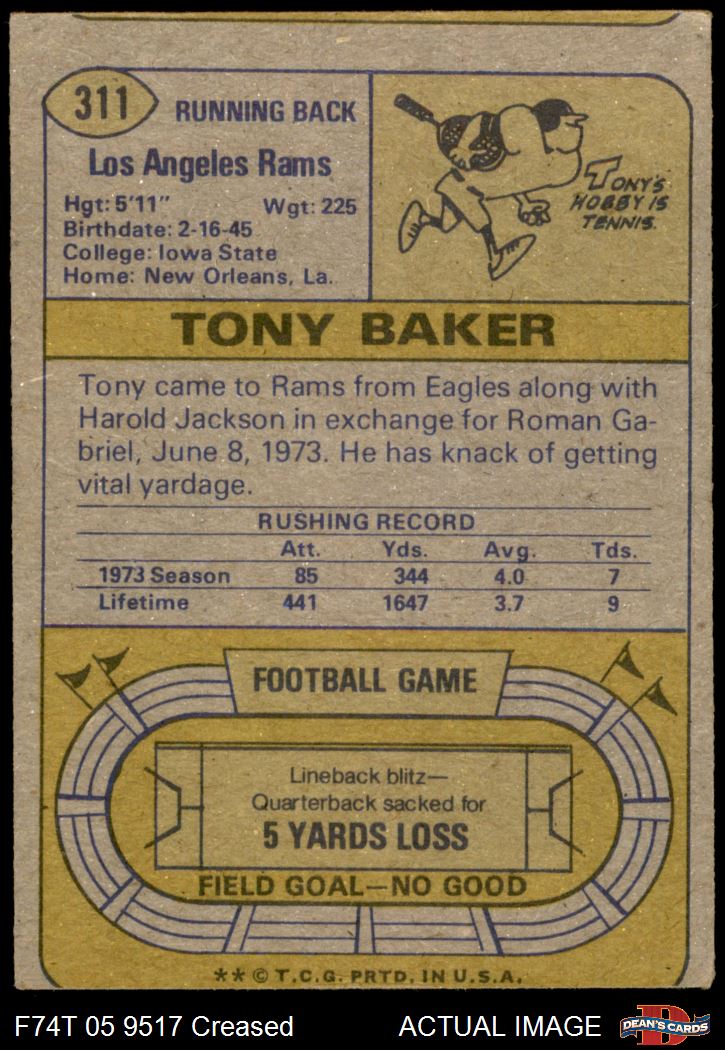 311
RUNNING BACK
Los Angeles Rams
Hgt: 5'11" Wgt: 225
Birthdate: 2-16-45
College: Iowa State
Home: New Orleans, La.
TONY'S
HOBBY IS
TENNIS.
TONY BAKER
Tony came to Rams from Eagles along with
Harold Jackson in exchange for Roman Ga-
briel, June 8, 1973. He has knack of getting
vital yardage.
RUSHING RECORD
Att. Yds. Avg. Tds.
1973 Season 85 344 4.0 7
Lifetime 441 1647 3.7 9
FOOTBALL GAME
Lineback blitz—
Quarterback sacked for
5 YARDS LOSS
FIELD GOAL—NO GOOD
** © T.C.G. PRTD. IN U.S.A.
F74T 05 9517 Creased ACTUAL IMAGE
D
DEAN'S CARDS